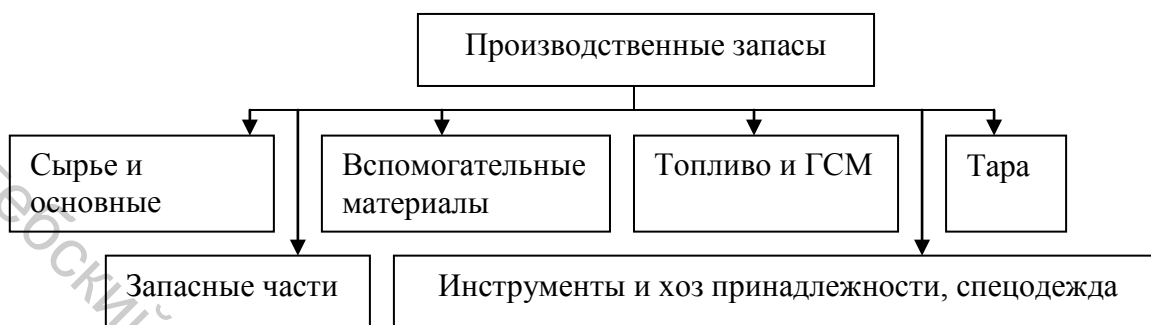 Производственные запасы
Сырье и
основные
Вспомогательные
материалы
Топливо и ГСМ
Тара
Запасные части
Инструменты и хоз принадлежности, спецодежда